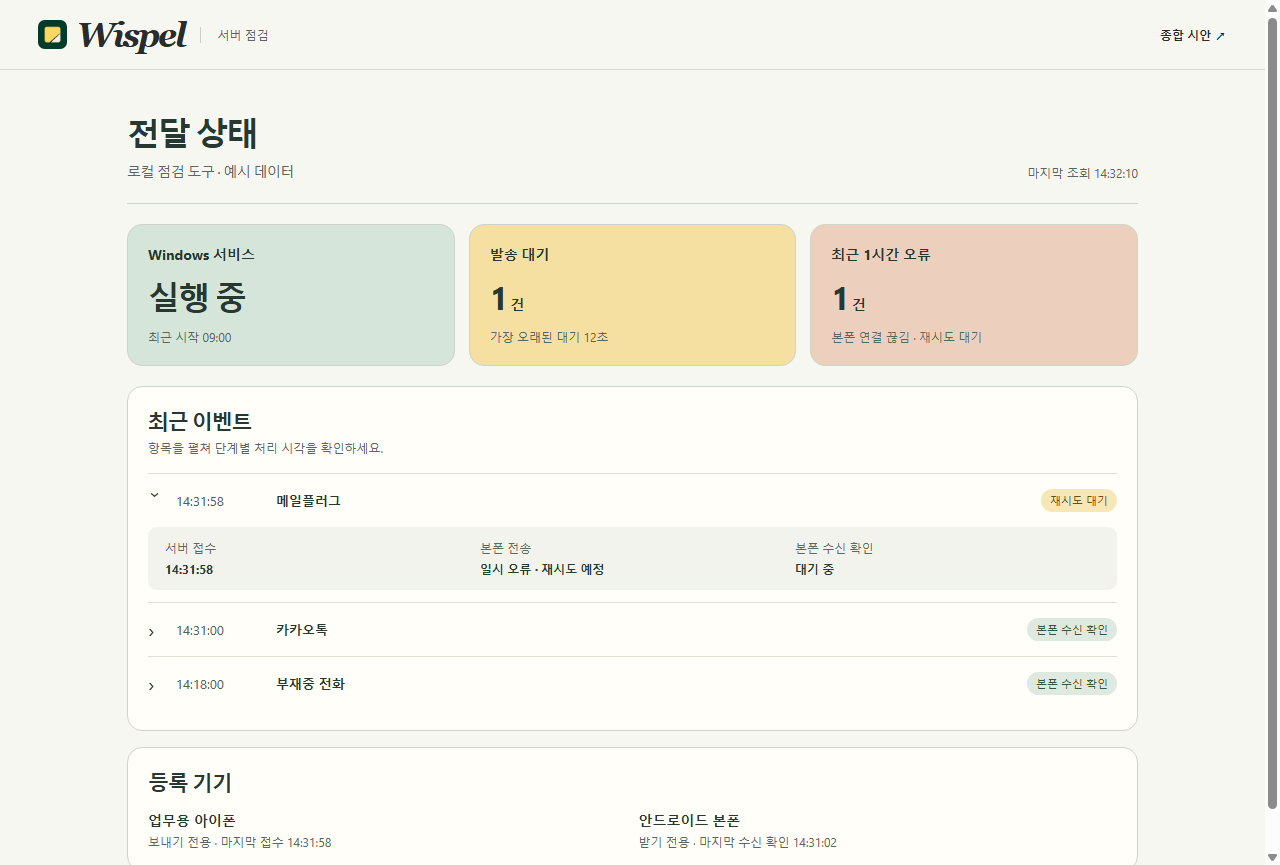 Wispel 서버 점검 종합 시안 ↗
전달 상태
로컬 점검 도구 · 예시 데이터 마지막 조회 14:32:10
Windows 서비스
실행 중
최근 시작 09:00
발송 대기
1 건
가장 오래된 대기 12초
최근 1시간 오류
1 건
본폰 연결 끊김 · 재시도 대기
최근 이벤트
항목을 펼쳐 단계별 처리 시각을 확인하세요.
14:31:58 메일플러그 재시도 대기
서버 접수 본폰 전송 본폰 수신 확인
14:31:58 일시 오류 · 재시도 예정 대기 중
14:31:00 카카오톡 본폰 수신 확인
14:18:00 부재중 전화 본폰 수신 확인
등록 기기
업무용 아이폰 안드로이드 본폰
보내기 전용 · 마지막 접수 14:31:58 받기 전용 · 마지막 수신 확인 14:31:02